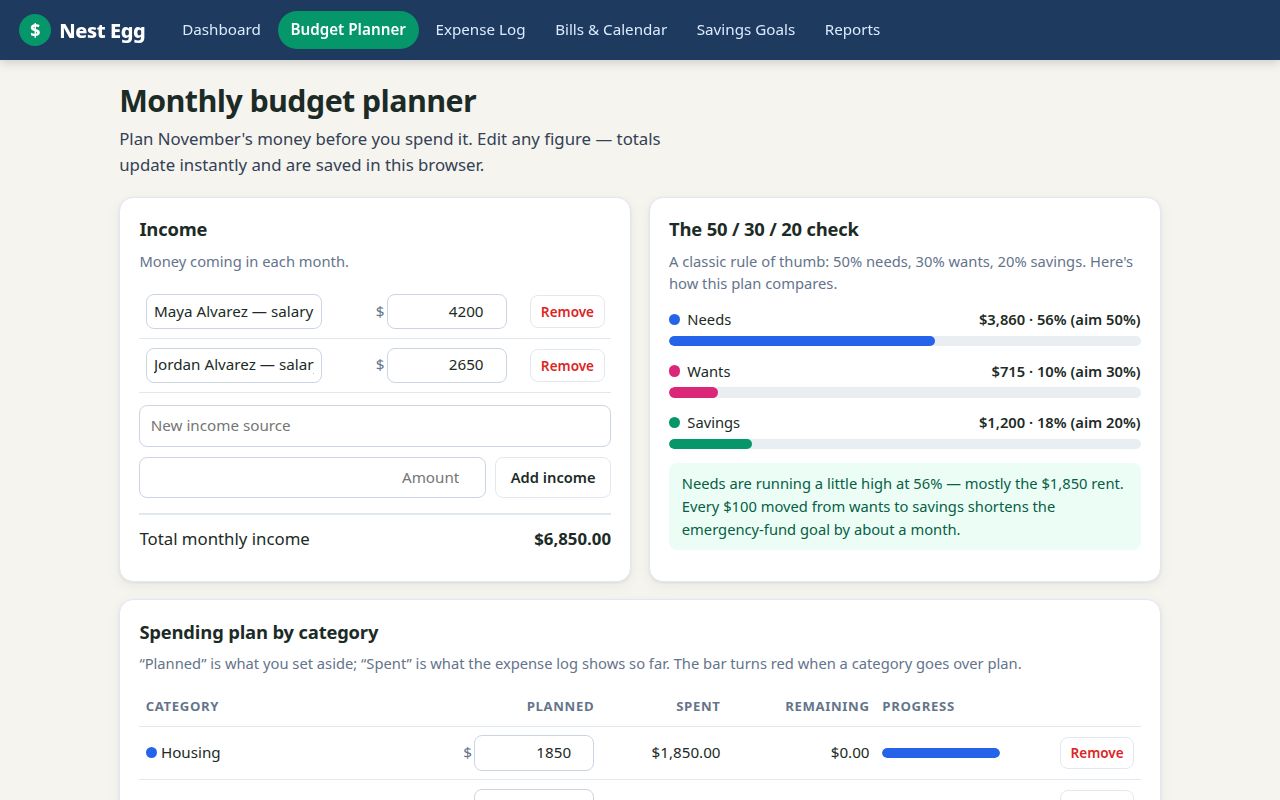 $ Nest Egg Dashboard Budget Planner Expense Log Bills & Calendar Savings Goals Reports
Monthly budget planner
Plan November's money before you spend it. Edit any figure — totals
update instantly and are saved in this browser.
Income
Money coming in each month.
Maya Alvarez — salary $ 4200 Remove
Jordan Alvarez — salar $ 2650 Remove
New income source
Amount Add income
Total monthly income $6,850.00
The 50 / 30 / 20 check
A classic rule of thumb: 50% needs, 30% wants, 20% savings. Here's
how this plan compares.
Needs $3,860 · 56% (aim 50%)
Wants $715 · 10% (aim 30%)
Savings $1,200 · 18% (aim 20%)
Needs are running a little high at 56% — mostly the $1,850 rent.
Every $100 moved from wants to savings shortens the
emergency-fund goal by about a month.
Spending plan by category
“Planned” is what you set aside; “Spent” is what the expense log shows so far. The bar turns red when a category goes over plan.
CATEGORY PLANNED SPENT REMAINING PROGRESS
Housing $ 1850 $1,850.00 $0.00 Remove